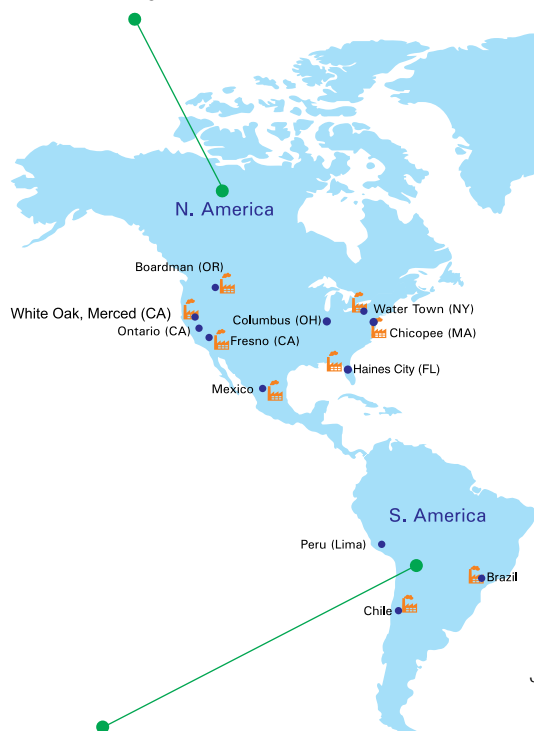 N. America
Boardman (OR)
White Oak, Merced (CA)
Water Town (NY)
Columbus (OH)
Ontario (CA)
Chicopee (MA)
Fresno (CA)
Haines City (FL)
Mexico
S. America
Peru (Lima)
Brazil
Chile